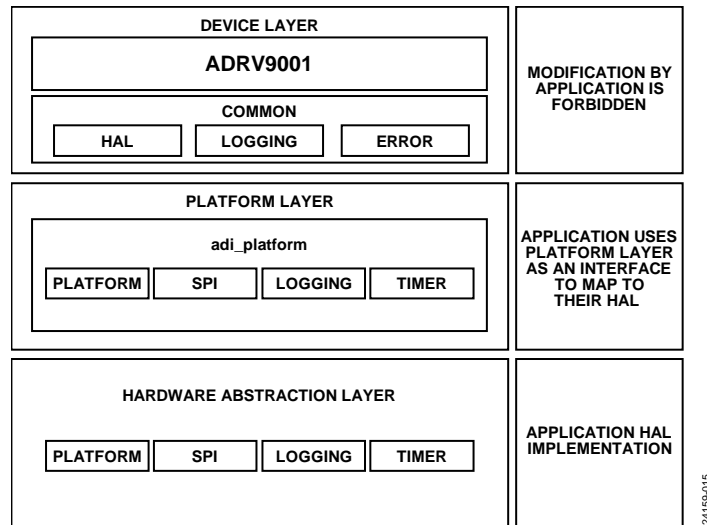 DEVICE LAYER
ADRV9001
COMMON
HAL
LOGGING
ERROR
MODIFICATION BY
APPLICATION IS
FORBIDDEN
PLATFORM LAYER
adi_platform
PLATFORM
SPI
LOGGING
TIMER
APPLICATION USES
PLATFORM LAYER
AS AN INTERFACE
TO MAP TO
THEIR HAL
HARDWARE ABSTRACTION LAYER
PLATFORM
SPI
LOGGING
TIMER
APPLICATION HAL
IMPLEMENTATION
24159-015